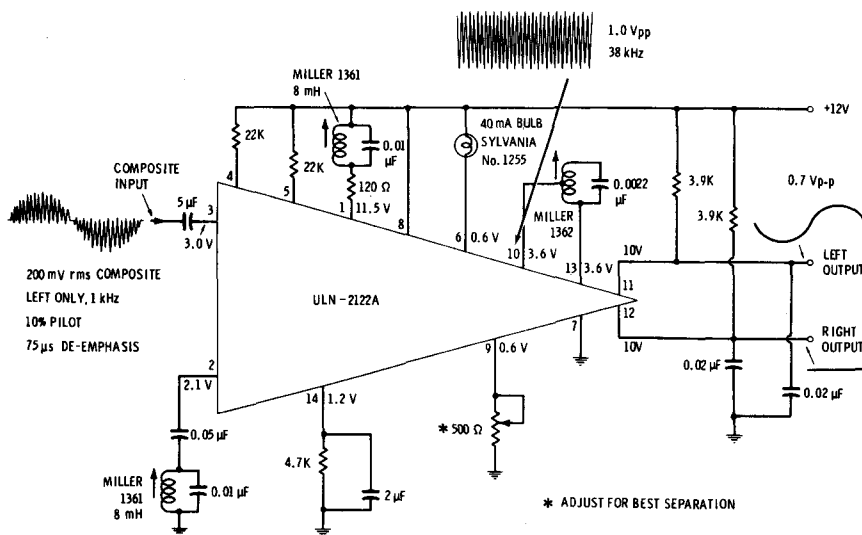 1.0 Vpp
38 kHz
MILLER 1361
8 mH
+12V
22K
22K
0.01
µF
40 mA BULB
SYLVANIA
No. 1255
COMPOSITE
INPUT
5 µF
4
5
120 Ω
1
11.5 V
8
0.0022
µF
MILLER
1362
3.9K
3.9K
0.7 Vp-p
3
3.0 V
6
0.6 V
10
3.6 V
13
3.6 V
10V
LEFT
OUTPUT
200 mV rms COMPOSITE
LEFT ONLY, 1 kHz
10% PILOT
75 µs DE-EMPHASIS
ULN-2122A
11
12
7
10V
RIGHT
OUTPUT
2
2.1 V
9
0.6 V
0.02 µF
0.02 µF
14
1.2 V
0.05 µF
* 500 Ω
4.7K
MILLER
1361
8 mH
0.01 µF
2 µF
* ADJUST FOR BEST SEPARATION